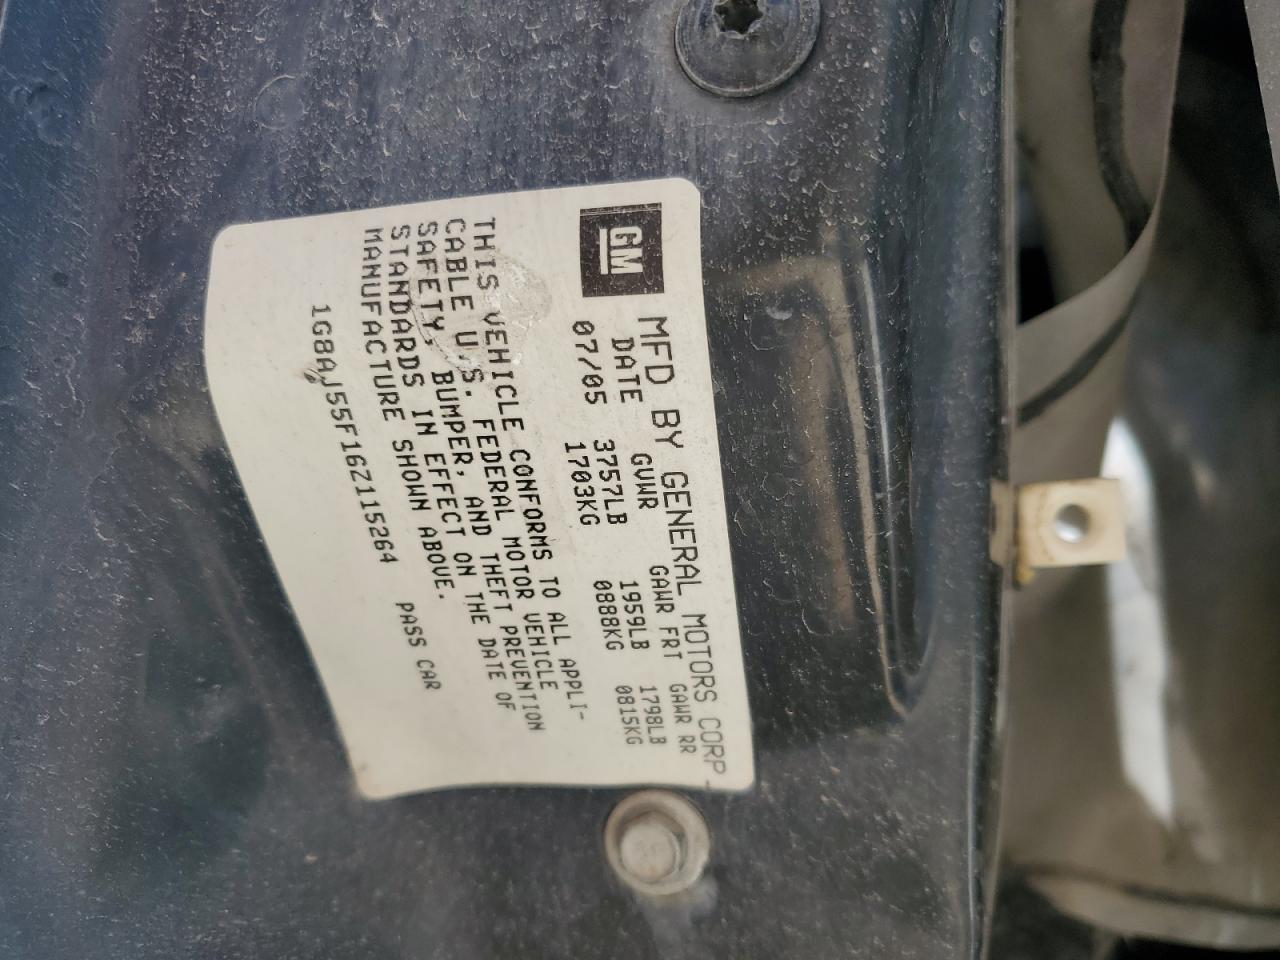 GM
MFD BY GENERAL MOTORS CORP
DATE GVWR GAWR FRT GAWR RR
07/05 3757LB 1959LB 1798LB
1703KG 0888KG 0815KG
THIS VEHICLE CONFORMS TO ALL APPLI-
CABLE U.S. FEDERAL MOTOR VEHICLE
SAFETY, BUMPER, AND THEFT PREVENTION
STANDARDS IN EFFECT ON THE DATE OF
MANUFACTURE SHOWN ABOVE.
1G8AJ55F16Z115264 PASS CAR